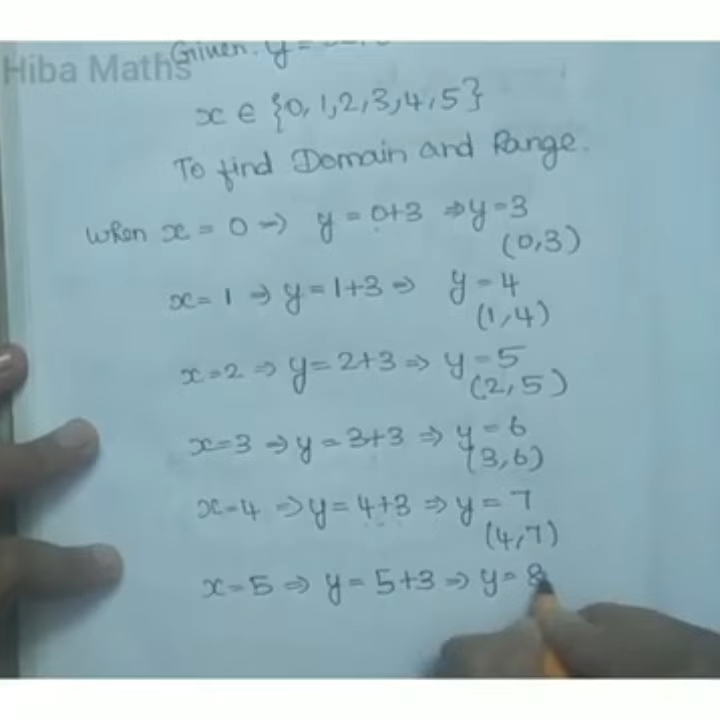 Hiba Maths
Given. y =
x ∈ {0, 1, 2, 3, 4, 5}
To find Domain and Range.
when x = 0 ⇒ y = 0+3 ⇒ y = 3
(0,3)
x = 1 ⇒ y = 1+3 ⇒ y = 4
(1,4)
x = 2 ⇒ y = 2+3 ⇒ y = 5
(2,5)
x = 3 ⇒ y = 3+3 ⇒ y = 6
(3,6)
x = 4 ⇒ y = 4+3 ⇒ y = 7
(4,7)
x = 5 ⇒ y = 5+3 ⇒ y = 8